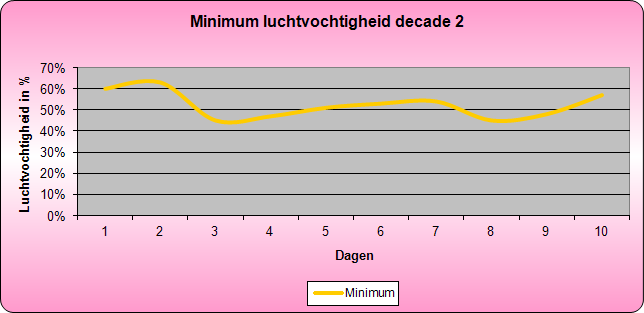 Minimum luchtvochtigheid decade 2
Luchtvochtigheid in %
70%
60%
50%
40%
30%
20%
10%
0%
1 2 3 4 5 6 7 8 9 10
Dagen
Minimum